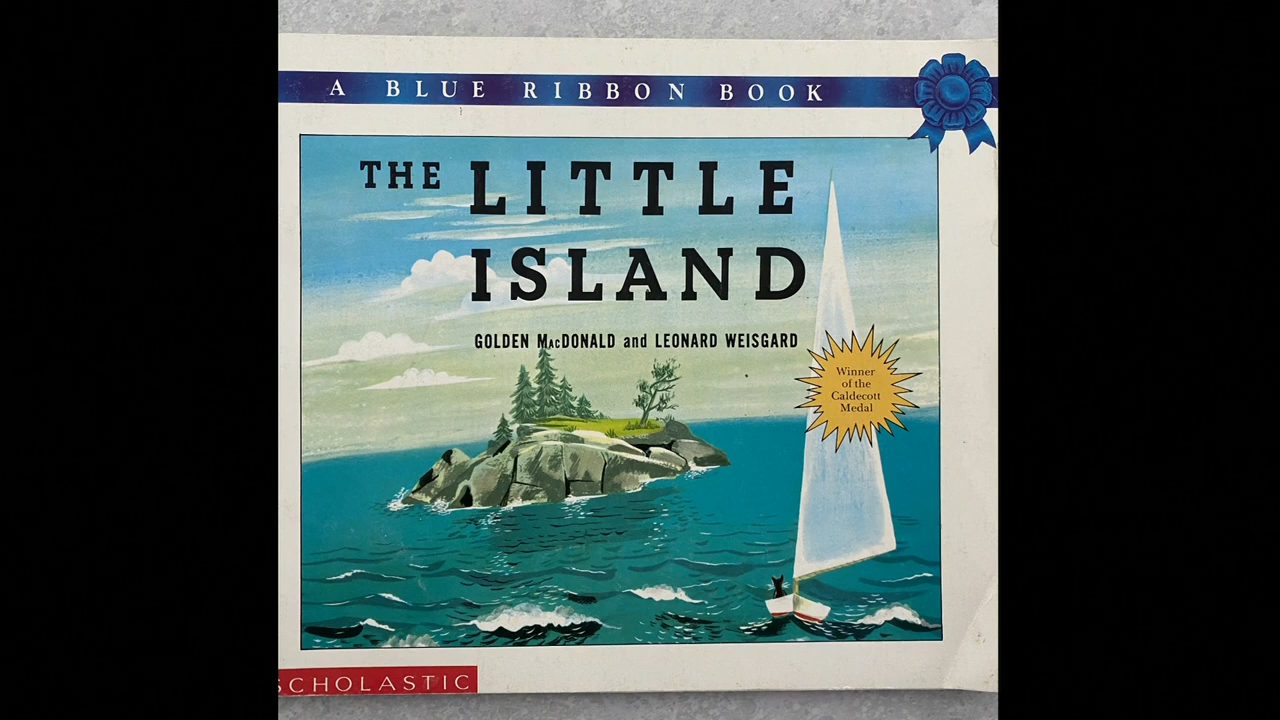 A BLUE RIBBON BOOK
THE LITTLE
ISLAND
GOLDEN MacDONALD and LEONARD WEISGARD
Winner
of the
Caldecott
Medal
SCHOLASTIC